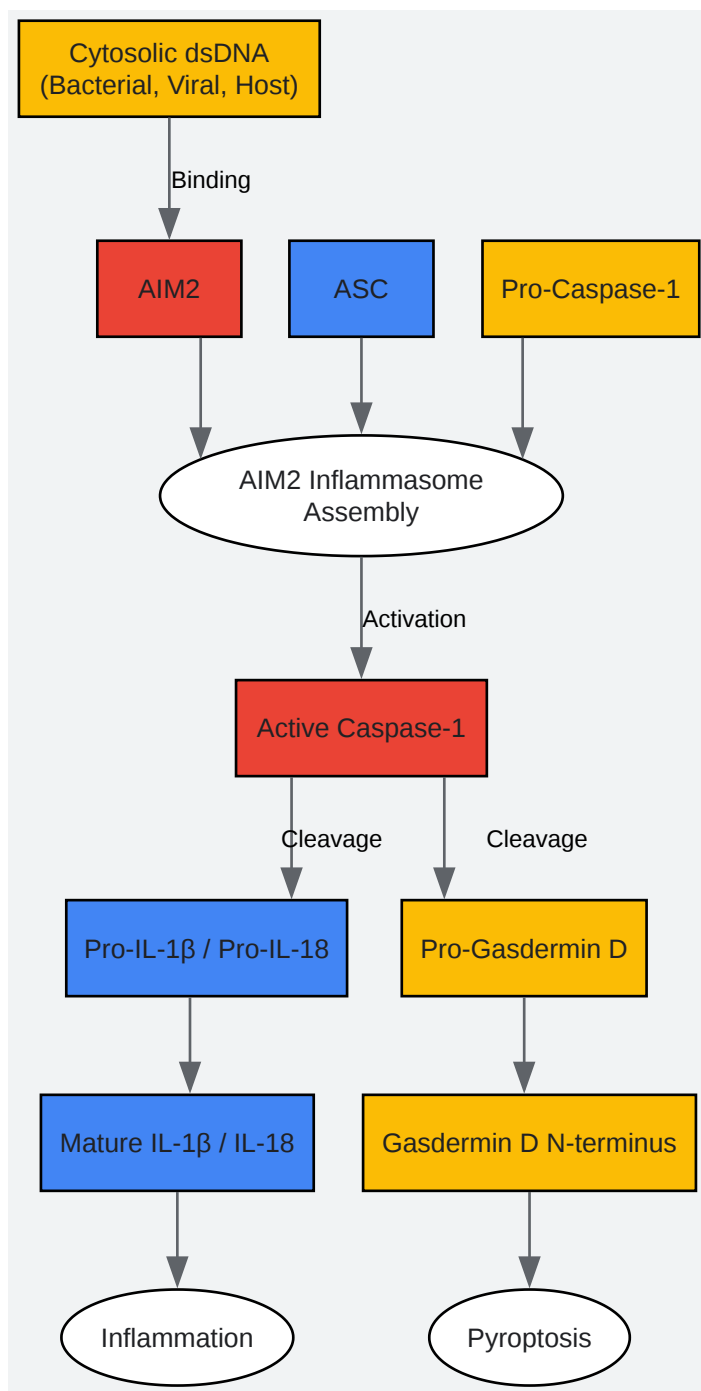 Cytosolic dsDNA
(Bacterial, Viral, Host)
Binding
AIM2
ASC
Pro-Caspase-1
AIM2 Inflammasome
Assembly
Activation
Active Caspase-1
Cleavage
Cleavage
Pro-IL-1β / Pro-IL-18
Pro-Gasdermin D
Mature IL-1β / IL-18
Gasdermin D N-terminus
Inflammation
Pyroptosis